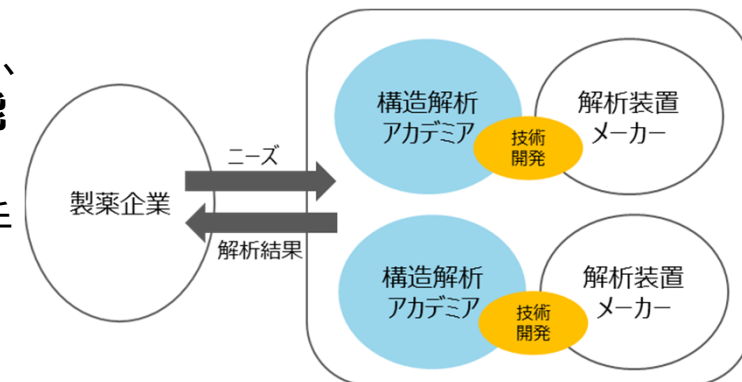 、
製薬企業
ニーズ
解析結果
構造解析
アカデミア
技術
開発
解析装置
メーカー
構造解析
アカデミア
技術
開発
解析装置
メーカー